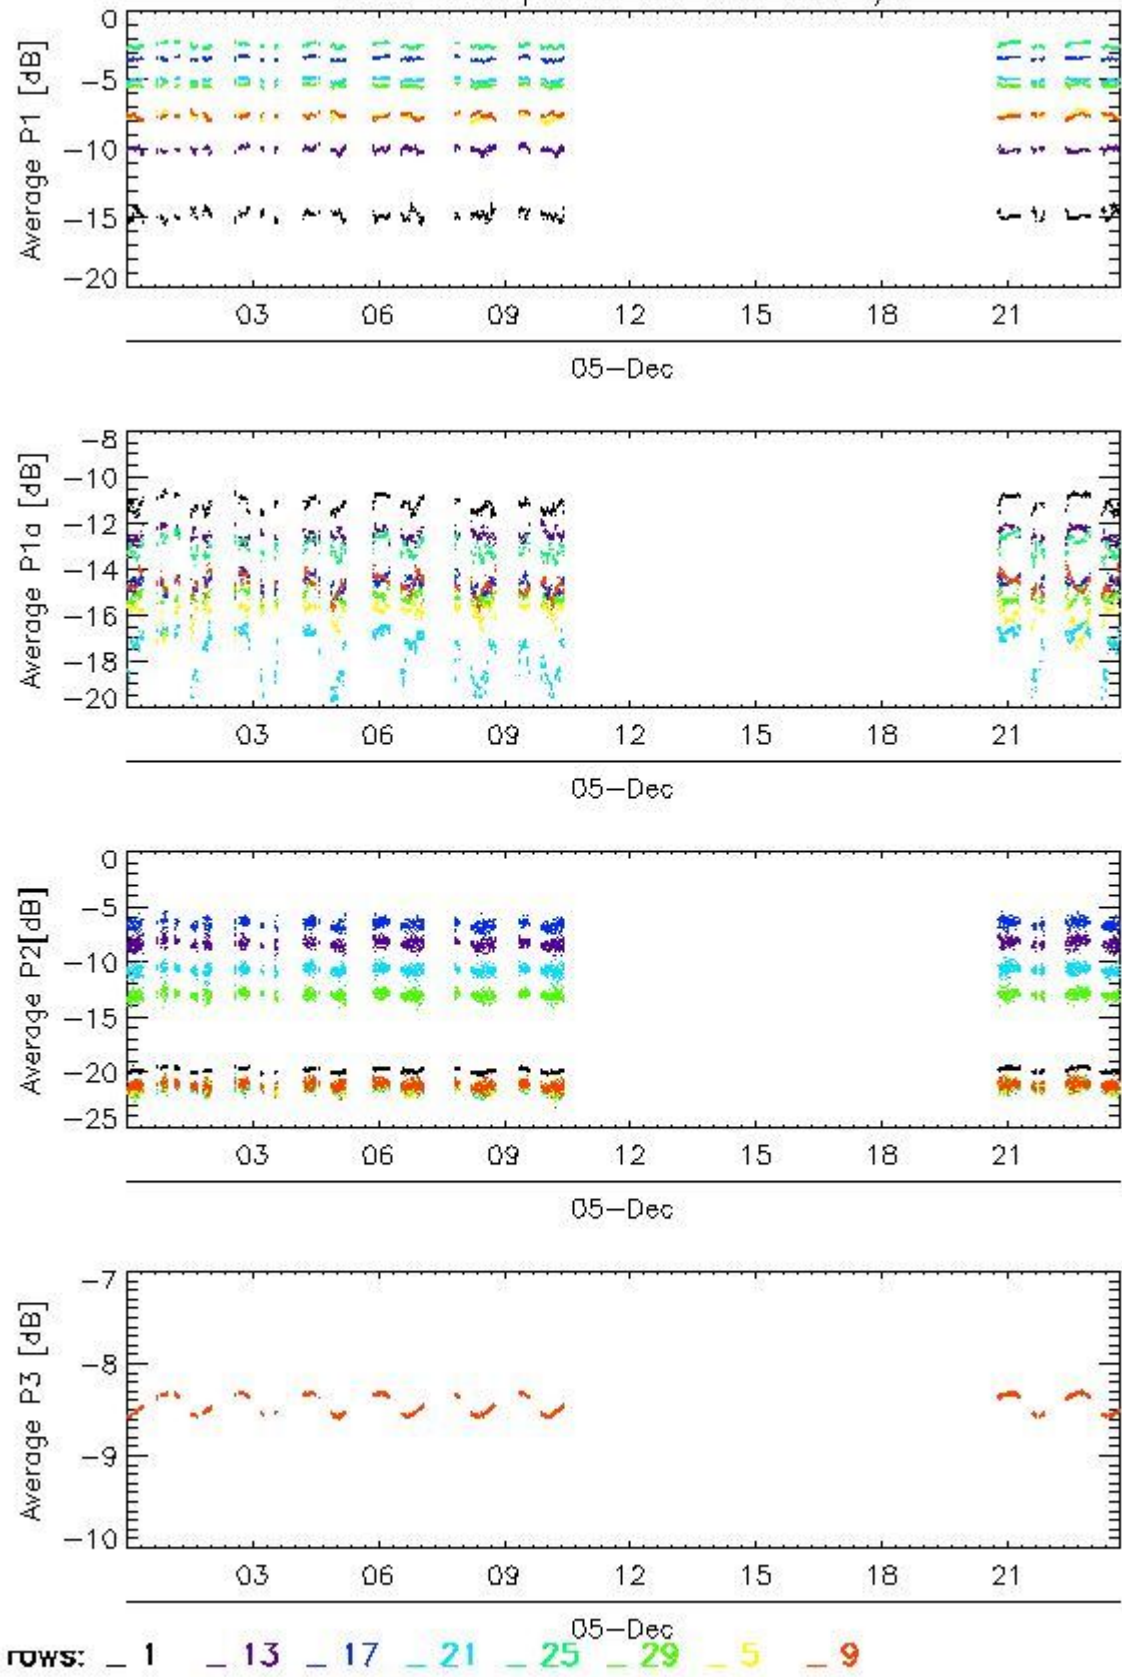 Average P1 [dB]
0
−5
−10
−15
−20
03 06 09 12 15 18 21
05−Dec
Average P1a [dB]
−8
−10
−12
−14
−16
−18
−20
03 06 09 12 15 18 21
05−Dec
Average P2[dB]
0
−5
−10
−15
−20
−25
03 06 09 12 15 18 21
05−Dec
Average P3 [dB]
−7
−8
−9
−10
03 06 09 12 15 18 21
05−Dec
rows: _ 1 _ 13 _ 17 _ 21 _ 25 _ 29 _ 5 _ 9